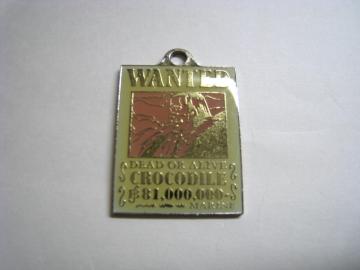 WANTED
DEAD OR ALIVE
CROCODILE
฿81,000,000-
MARINE